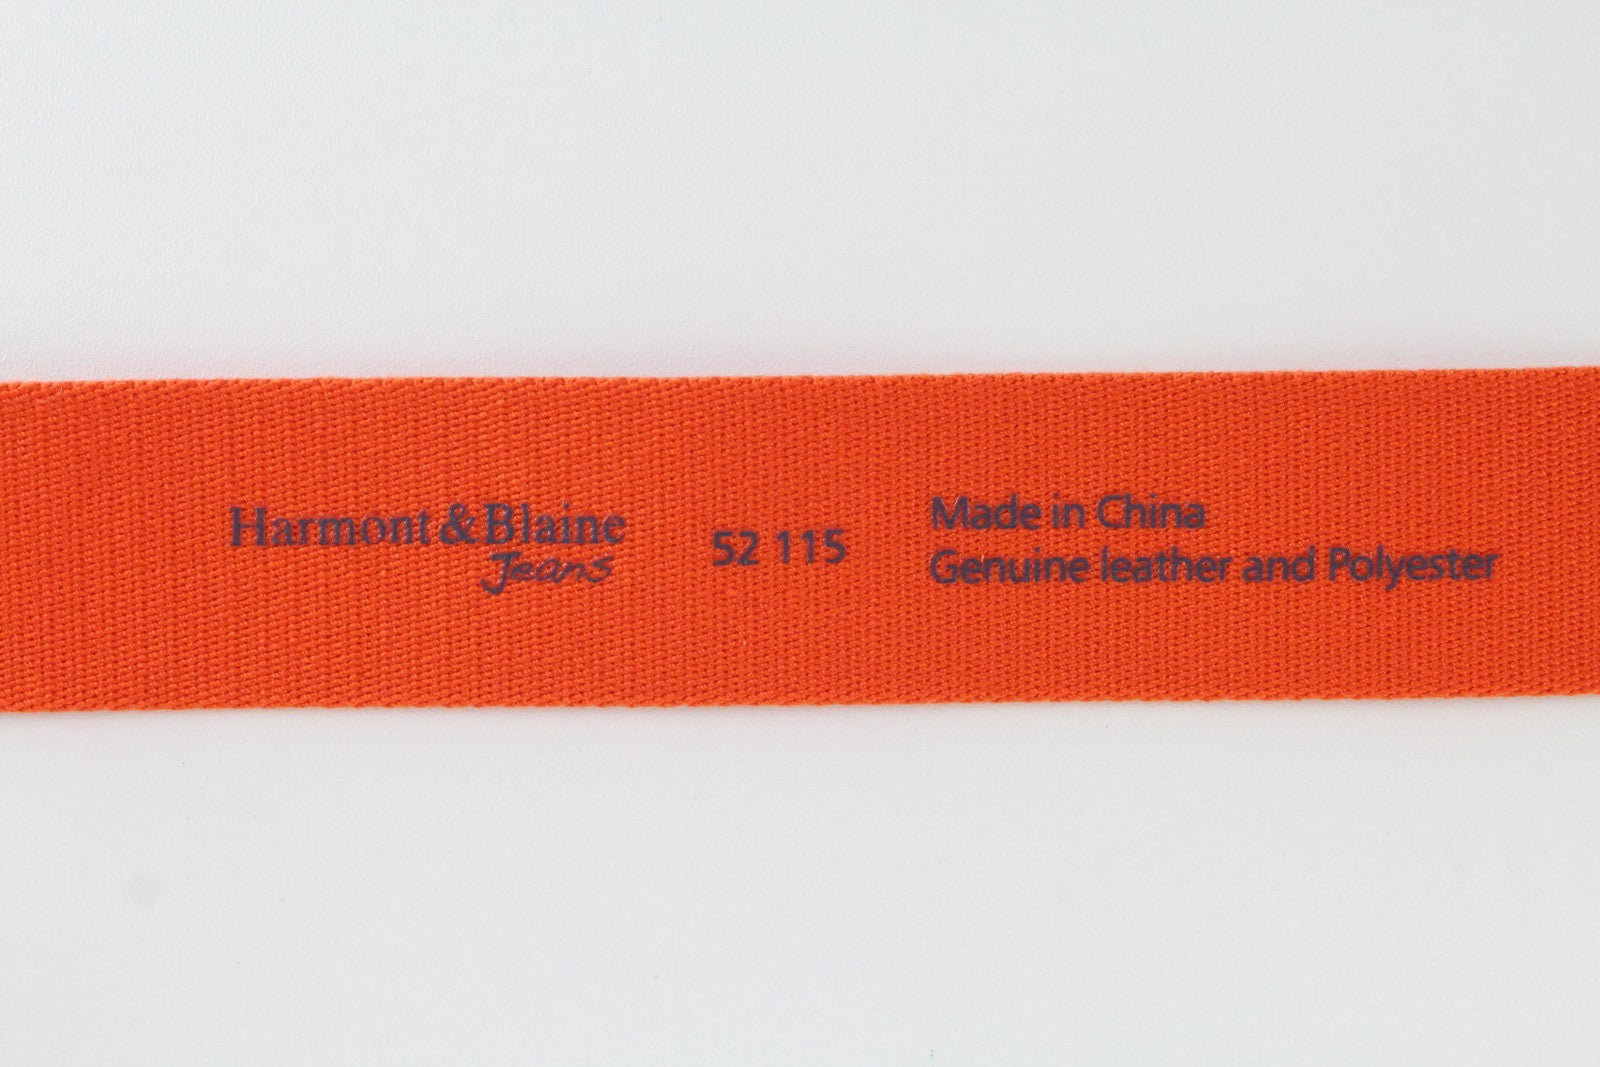 Harmont & Blaine
Jeans
52 115
Made in China
Genuine leather and Polyester